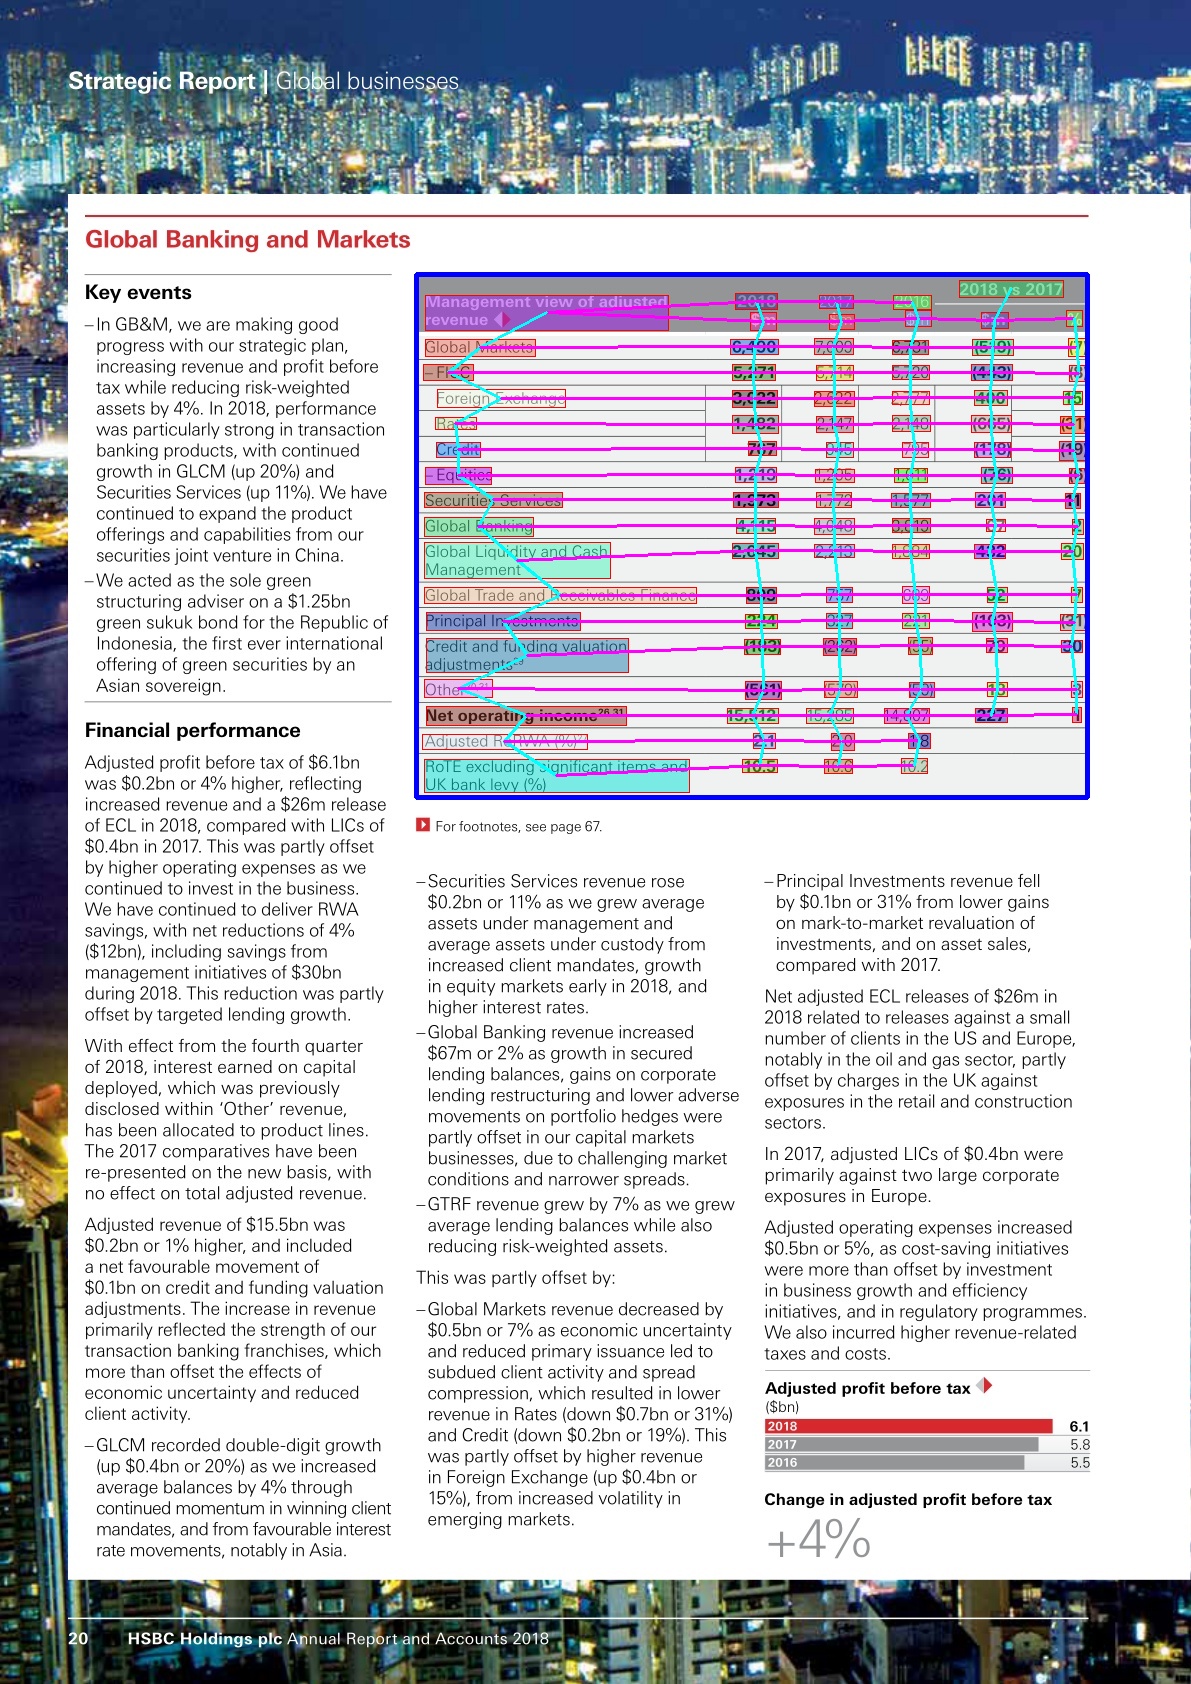 Strategic Report | Global businesses
Global Banking and Markets
Key events
– In GB&M, we are making good
progress with our strategic plan,
increasing revenue and profit before
tax while reducing risk-weighted
assets by 4%. In 2018, performance
was particularly strong in transaction
banking products, with continued
growth in GLCM (up 20%) and
Securities Services (up 11%). We have
continued to expand the product
offerings and capabilities from our
securities joint venture in China.
– We acted as the sole green
structuring adviser on a $1.25bn
green sukuk bond for the Republic of
Indonesia, the first ever international
offering of green securities by an
Asian sovereign.
Financial performance
Adjusted profit before tax of $6.1bn
was $0.2bn or 4% higher, reflecting
increased revenue and a $26m release
of ECL in 2018, compared with LICs of
$0.4bn in 2017. This was partly offset
by higher operating expenses as we
continued to invest in the business.
We have continued to deliver RWA
savings, with net reductions of 4%
($12bn), including savings from
management initiatives of $30bn
during 2018. This reduction was partly
offset by targeted lending growth.
With effect from the fourth quarter
of 2018, interest earned on capital
deployed, which was previously
disclosed within ‘Other’ revenue,
has been allocated to product lines.
The 2017 comparatives have been
re-presented on the new basis, with
no effect on total adjusted revenue.
Adjusted revenue of $15.5bn was
$0.2bn or 1% higher, and included
a net favourable movement of
$0.1bn on credit and funding valuation
adjustments. The increase in revenue
primarily reflected the strength of our
transaction banking franchises, which
more than offset the effects of
economic uncertainty and reduced
client activity.
– GLCM recorded double-digit growth
(up $0.4bn or 20%) as we increased
average balances by 4% through
continued momentum in winning client
mandates, and from favourable interest
rate movements, notably in Asia.
2018 vs 2017
Management view of adjusted 2018 2017 2016
revenue $m $m $m $m %
Global Markets 6,490 7,009 6,731 (519) (7)
– FICC 5,271 5,714 5,720 (443) (8)
Foreign Exchange 3,022 2,622 2,777 400 15
Rates 1,482 2,147 2,148 (665) (31)
Credit 767 945 795 (178) (19)
– Equities 1,219 1,295 1,011 (76) (6)
Securities Services 1,973 1,772 1,577 201 11
Global Banking 4,115 4,048 3,819 67 2
Global Liquidity and Cash 2,645 2,213 1,884 432 20
Management
Global Trade and Receivables Finance 809 757 689 52 7
Principal Investments 224 327 221 (103) (31)
Credit and funding valuation (183) (262) 79 30
adjustments
Other (561) (579) (59) 18 3
Net operating income26,31 15,512 15,285 14,807 227 1
Adjusted RoRWA (%) 2.1 2.0 1.8
RoTE excluding significant items and 10.5 10.6 10.2
UK bank levy (%)
For footnotes, see page 67.
– Securities Services revenue rose
$0.2bn or 11% as we grew average
assets under management and
average assets under custody from
increased client mandates, growth
in equity markets early in 2018, and
higher interest rates.
– Global Banking revenue increased
$67m or 2% as growth in secured
lending balances, gains on corporate
lending restructuring and lower adverse
movements on portfolio hedges were
partly offset in our capital markets
businesses, due to challenging market
conditions and narrower spreads.
– GTRF revenue grew by 7% as we grew
average lending balances while also
reducing risk-weighted assets.
This was partly offset by:
– Global Markets revenue decreased by
$0.5bn or 7% as economic uncertainty
and reduced primary issuance led to
subdued client activity and spread
compression, which resulted in lower
revenue in Rates (down $0.7bn or 31%)
and Credit (down $0.2bn or 19%). This
was partly offset by higher revenue
in Foreign Exchange (up $0.4bn or
15%), from increased volatility in
emerging markets.
– Principal Investments revenue fell
by $0.1bn or 31% from lower gains
on mark-to-market revaluation of
investments, and on asset sales,
compared with 2017.
Net adjusted ECL releases of $26m in
2018 related to releases against a small
number of clients in the US and Europe,
notably in the oil and gas sector, partly
offset by charges in the UK against
exposures in the retail and construction
sectors.
In 2017, adjusted LICs of $0.4bn were
primarily against two large corporate
exposures in Europe.
Adjusted operating expenses increased
$0.5bn or 5%, as cost-saving initiatives
were more than offset by investment
in business growth and efficiency
initiatives, and in regulatory programmes.
We also incurred higher revenue-related
taxes and costs.
Adjusted profit before tax
($bn)
2018 6.1
2017 5.8
2016 5.5
Change in adjusted profit before tax
+4%
20 HSBC Holdings plc Annual Report and Accounts 2018